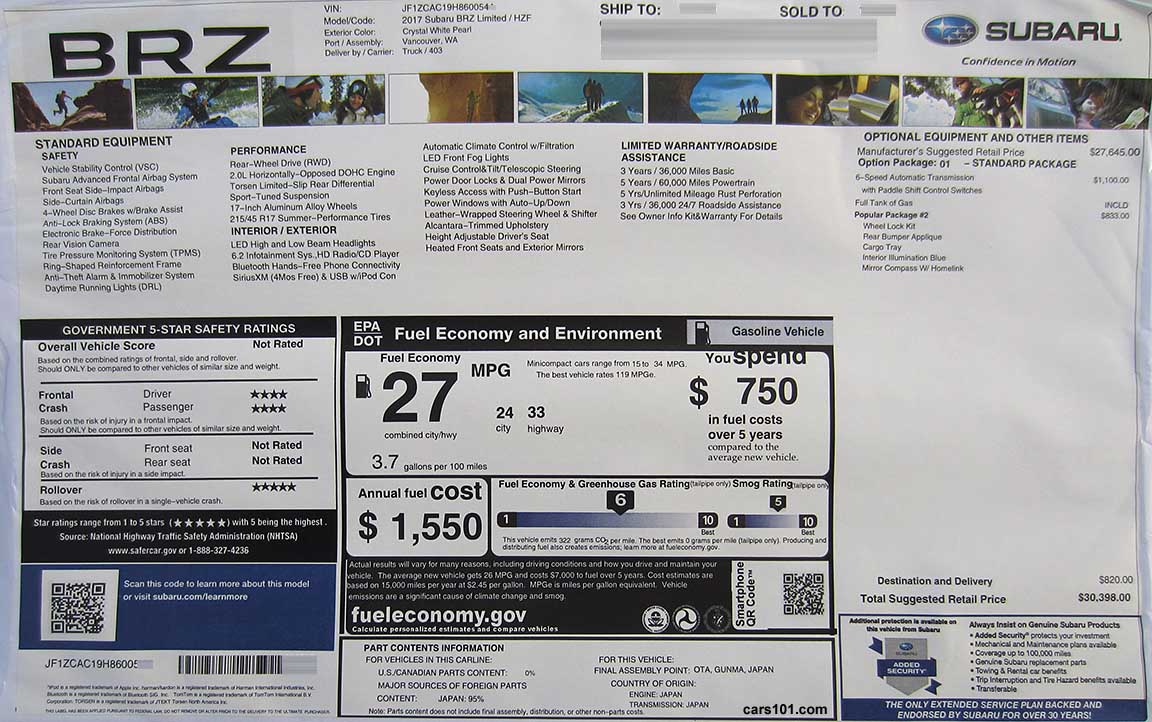 BRZ
VIN: JF1ZCAC19H860054
Model/Code: 2017 Subaru BRZ Limited / HZF
Exterior Color: Crystal White Pearl
Port / Assembly: Vancouver, WA
Deliver by / Carrier: Truck / 403
SHIP TO:
SOLD TO
SUBARU.
Confidence in Motion
STANDARD EQUIPMENT
SAFETY
Vehicle Stability Control (VSC)
Subaru Advanced Frontal Airbag System
Front Seat Side-Impact Airbags
Side-Curtain Airbags
4-Wheel Disc Brakes w/Brake Assist
Anti-Lock Braking System (ABS)
Electronic Brake-Force Distribution
Rear Vision Camera
Tire Pressure Monitoring System (TPMS)
Ring-Shaped Reinforcement Frame
Anti-Theft Alarm & Immobilizer System
Daytime Running Lights (DRL)
PERFORMANCE
Rear-Wheel Drive (RWD)
2.0L Horizontally-Opposed DOHC Engine
Torsen Limited-Slip Rear Differential
Sport-Tuned Suspension
17-Inch Aluminum Alloy Wheels
215/45 R17 Summer-Performance Tires
INTERIOR / EXTERIOR
LED High and Low Beam Headlights
6.2 Infotainment Sys.,HD Radio/CD Player
Bluetooth Hands-Free Phone Connectivity
SiriusXM (4Mos Free) & USB w/iPod Con
Automatic Climate Control w/Filtration
LED Front Fog Lights
Cruise Control&Tilt/Telescopic Steering
Power Door Locks & Dual Power Mirrors
Keyless Access with Push-Button Start
Power Windows with Auto-Up/Down
Leather-Wrapped Steering Wheel & Shifter
Alcantara-Trimmed Upholstery
Height Adjustable Driver's Seat
Heated Front Seats and Exterior Mirrors
LIMITED WARRANTY/ROADSIDE
ASSISTANCE
3 Years / 36,000 Miles Basic
5 Years / 60,000 Miles Powertrain
5 Yrs/Unlimited Mileage Rust Perforation
3 Yrs / 36,000 24/7 Roadside Assistance
See Owner Info Kit&Warranty For Details
OPTIONAL EQUIPMENT AND OTHER ITEMS
Manufacturer's Suggested Retail Price $27,645.00
Option Package: 01 - STANDARD PACKAGE
6-Speed Automatic Transmission $1,100.00
with Paddle Shift Control Switches
Full Tank of Gas INCLD
Popular Package #2 $833.00
Wheel Lock Kit
Rear Bumper Applique
Cargo Tray
Interior Illumination Blue
Mirror Compass W/ Homelink
Destination and Delivery $820.00
Total Suggested Retail Price $30,398.00
GOVERNMENT 5-STAR SAFETY RATINGS
Overall Vehicle Score Not Rated
Based on the combined ratings of frontal, side and rollover.
Should ONLY be compared to other vehicles of similar size and weight.
Frontal Driver ★★★★
Crash Passenger ★★★★
Based on the risk of injury in a frontal impact.
Should ONLY be compared to other vehicles of similar size and weight.
Side Front seat Not Rated
Crash Rear seat Not Rated
Based on the risk of injury in a side impact.
Rollover ★★★★★
Based on the risk of rollover in a single-vehicle crash.
Star ratings range from 1 to 5 stars (★★★★★) with 5 being the highest.
Source: National Highway Traffic Safety Administration (NHTSA)
www.safercar.gov or 1-888-327-4236
Scan this code to learn more about this model
or visit subaru.com/learnmore
JF1ZCAC19H86005
EPA
DOT
Fuel Economy and Environment
Gasoline Vehicle
Fuel Economy
27 MPG
combined city/hwy
24 33
city highway
3.7 gallons per 100 miles
Minicompact cars range from 15 to 34 MPG.
The best vehicle rates 119 MPGe.
You spend
$ 750
in fuel costs
over 5 years
compared to the
average new vehicle.
Annual fuel cost
$ 1,550
Fuel Economy & Greenhouse Gas Rating (tailpipe only)
1 6 10
Best
Smog Rating (tailpipe only)
1 5 10
Best
This vehicle emits 322 grams CO2 per mile. The best emits 0 grams per mile (tailpipe only). Producing and
distributing fuel also creates emissions; learn more at fueleconomy.gov.
Actual results will vary for many reasons, including driving conditions and how you drive and maintain your
vehicle. The average new vehicle gets 26 MPG and costs $7,000 to fuel over 5 years. Cost estimates are
based on 15,000 miles per year at $2.45 per gallon. MPGe is miles per gallon equivalent. Vehicle
emissions are a significant cause of climate change and smog.
fueleconomy.gov
Calculate personalized estimates and compare vehicles
Smartphone
QR Code™
PART CONTENTS INFORMATION
FOR VEHICLES IN THIS CARLINE:
U.S./CANADIAN PARTS CONTENT: 0%
MAJOR SOURCES OF FOREIGN PARTS
CONTENT: JAPAN: 95%
Note: Parts content does not include final assembly, distribution, or other non-parts costs.
FOR THIS VEHICLE:
FINAL ASSEMBLY POINT: OTA, GUNMA, JAPAN
COUNTRY OF ORIGIN:
ENGINE: JAPAN
TRANSMISSION: JAPAN
cars101.com
Additional protection is available on
this vehicle from Subaru
SUBARU
ADDED
SECURITY
Always Insist on Genuine Subaru Products
• Added Security® protects your investment
• Mechanical and Maintenance plans available
• Coverage up to 100,000 miles
• Genuine Subaru replacement parts
• Towing & Rental car benefits
• Trip Interruption and Tire Hazard benefits available
• Transferable
THE ONLY EXTENDED SERVICE PLAN BACKED AND
ENDORSED BY SUBARU FOR OVER 30 YEARS!